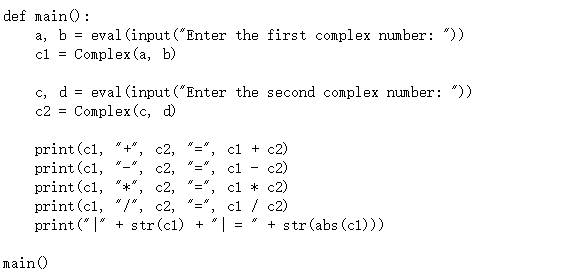 def main():
    a, b = eval(input("Enter the first complex number: "))
    c1 = Complex(a, b)

    c, d = eval(input("Enter the second complex number: "))
    c2 = Complex(c, d)

    print(c1, "+", c2, "=", c1 + c2)
    print(c1, "-", c2, "=", c1 - c2)
    print(c1, "*", c2, "=", c1 * c2)
    print(c1, "/", c2, "=", c1 / c2)
    print("|" + str(c1) + "| = " + str(abs(c1)))

main()